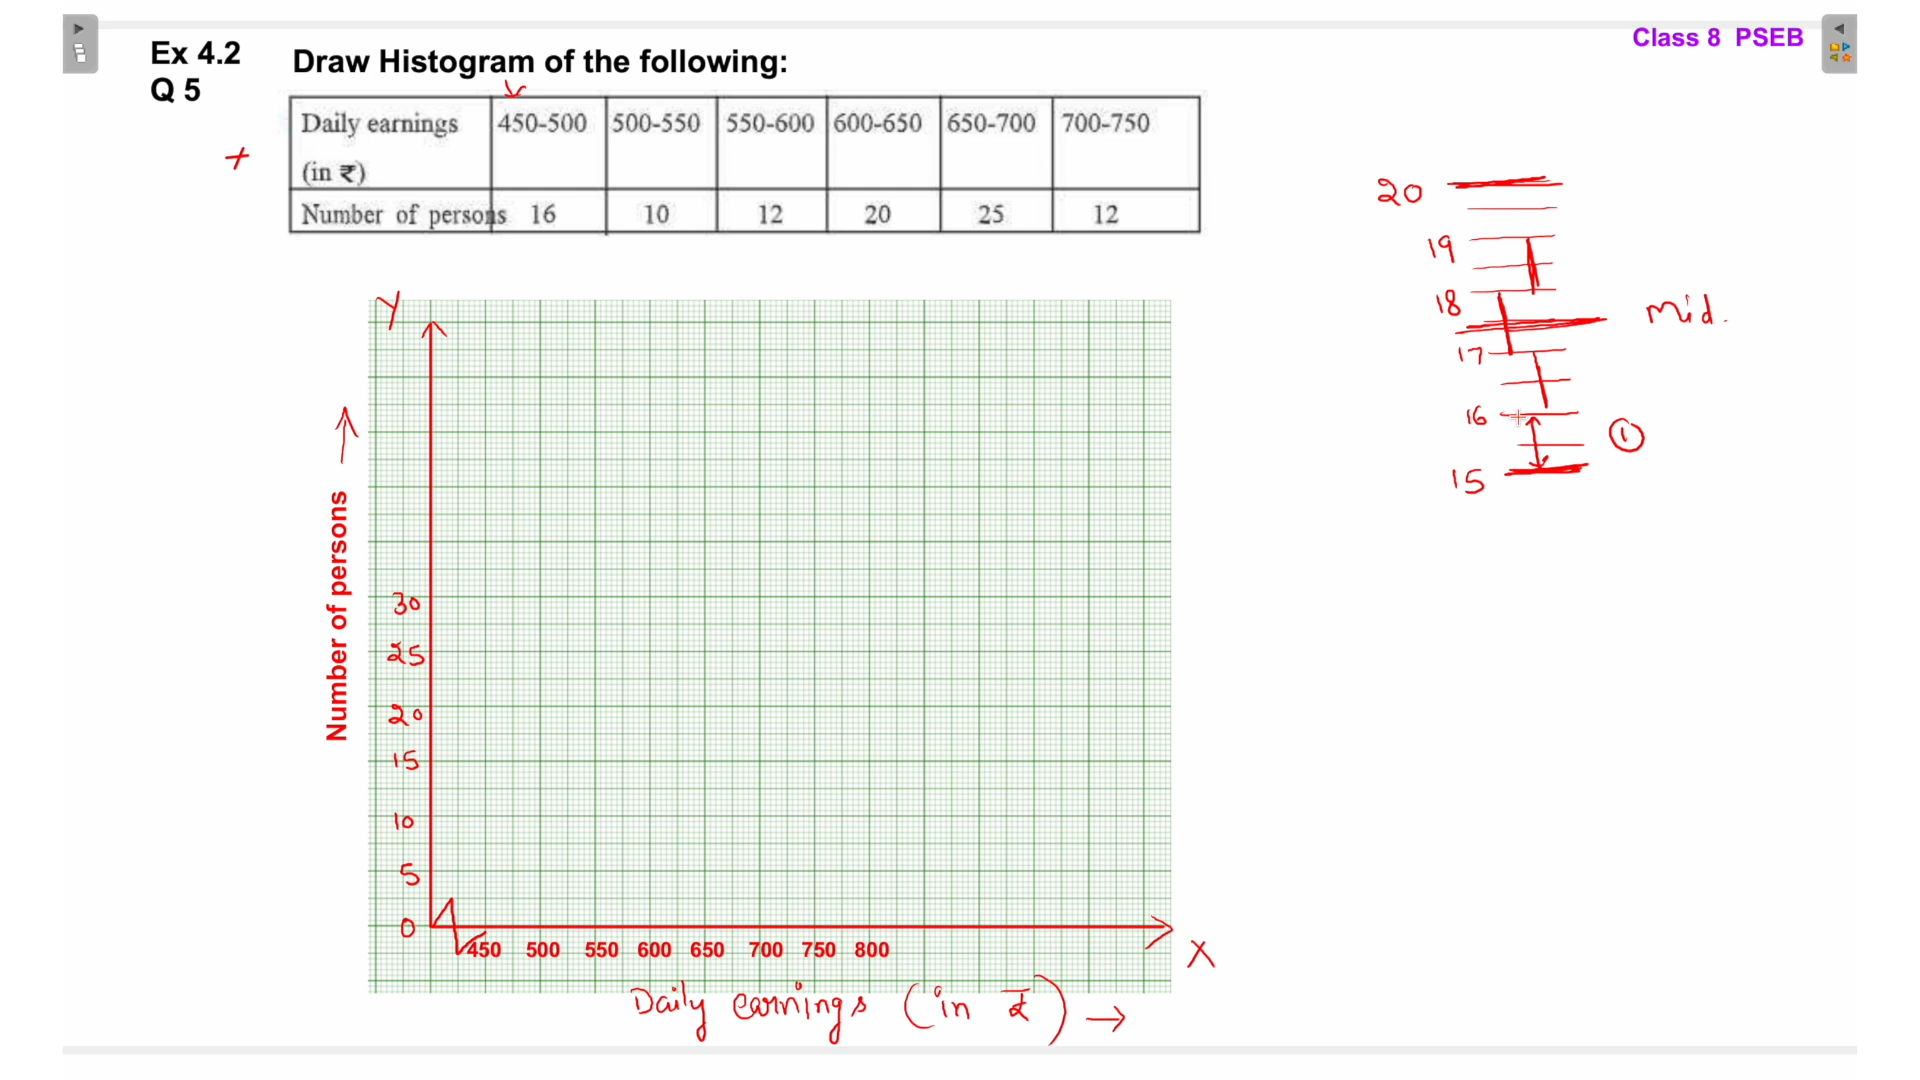 Ex 4.2
Q 5
Draw Histogram of the following:
Class 8 PSEB
Daily earnings (in ₹) 450-500 500-550 550-600 600-650 650-700 700-750
Number of persons 16 10 12 20 25 12
20
19
18
Mid.
17
16
1
15
Y
Number of persons
30
25
20
15
10
5
0
450 500 550 600 650 700 750 800
X
Daily earnings (in ₹)